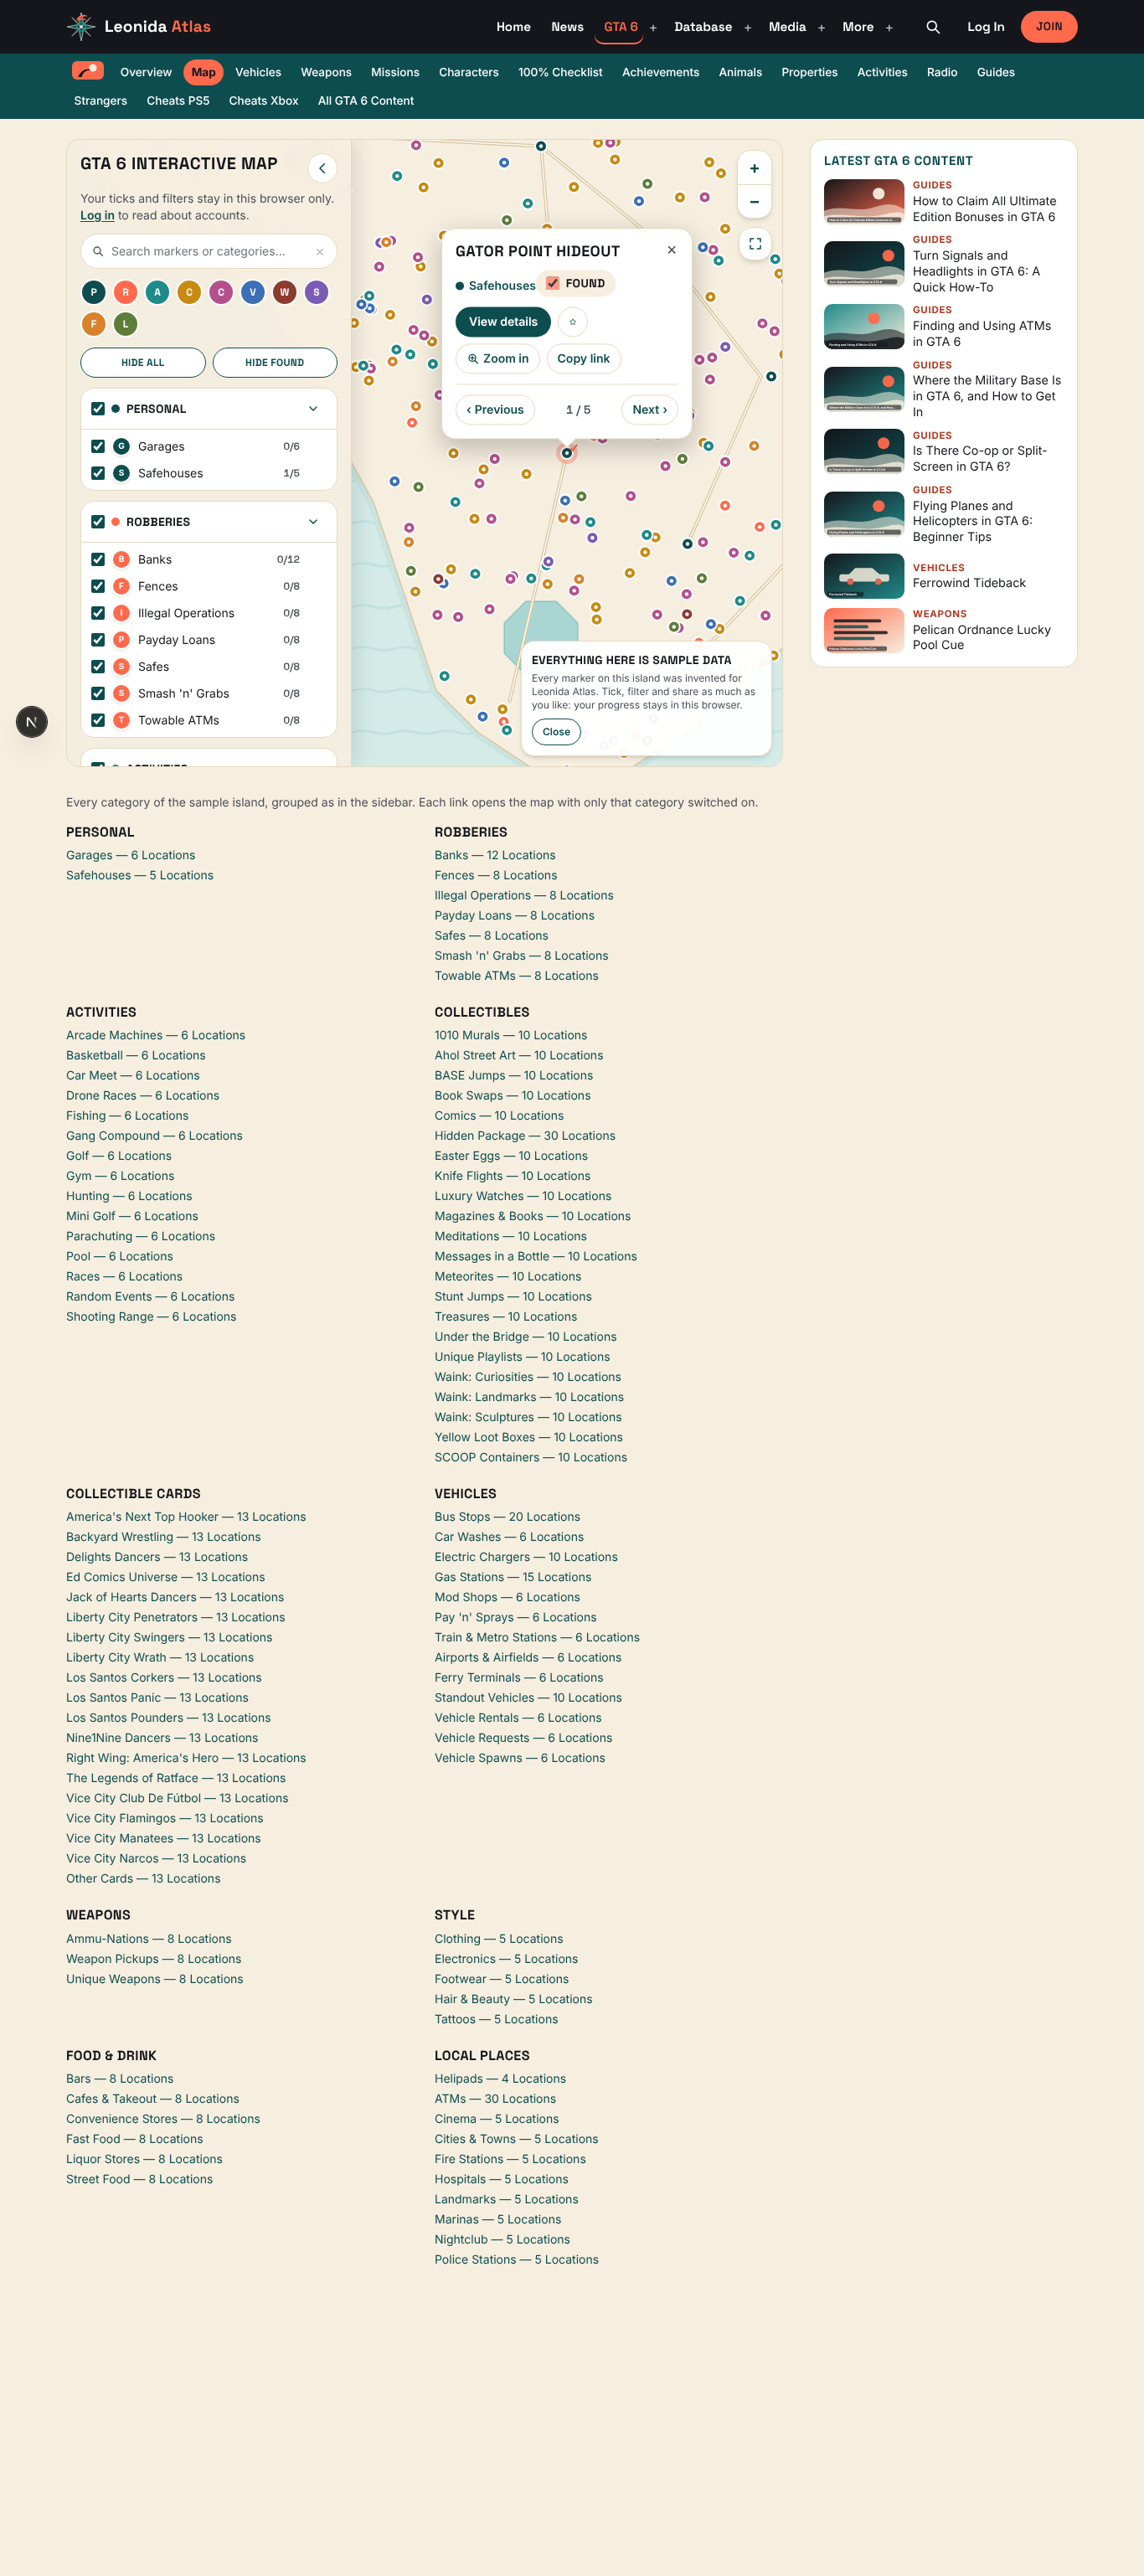 Leonida Atlas
Home News GTA 6 + Database + Media + More + Log In JOIN
Overview Map Vehicles Weapons Missions Characters 100% Checklist Achievements Animals Properties Activities Radio Guides
Strangers Cheats PS5 Cheats Xbox All GTA 6 Content
GTA 6 INTERACTIVE MAP
Your ticks and filters stay in this browser only.
Log in to read about accounts.
Search markers or categories...
P R A C C V W S
F L
HIDE ALL HIDE FOUND
PERSONAL
G Garages 0/6
S Safehouses 1/5
ROBBERIES
B Banks 0/12
F Fences 0/8
I Illegal Operations 0/8
P Payday Loans 0/8
S Safes 0/8
S Smash 'n' Grabs 0/8
T Towable ATMs 0/8
ACTIVITIES
+
−
GATOR POINT HIDEOUT ×
Safehouses FOUND
View details
Zoom in Copy link
‹ Previous 1 / 5 Next ›
EVERYTHING HERE IS SAMPLE DATA
Every marker on this island was invented for
Leonida Atlas. Tick, filter and share as much as
you like: your progress stays in this browser.
Close
LATEST GTA 6 CONTENT
GUIDES
How to Claim All Ultimate
Edition Bonuses in GTA 6
GUIDES
Turn Signals and
Headlights in GTA 6: A
Quick How-To
GUIDES
Finding and Using ATMs
in GTA 6
GUIDES
Where the Military Base Is
in GTA 6, and How to Get
In
GUIDES
Is There Co-op or Split-
Screen in GTA 6?
GUIDES
Flying Planes and
Helicopters in GTA 6:
Beginner Tips
VEHICLES
Ferrowind Tideback
WEAPONS
Pelican Ordnance Lucky
Pool Cue
N
Every category of the sample island, grouped as in the sidebar. Each link opens the map with only that category switched on.
PERSONAL
Garages — 6 Locations
Safehouses — 5 Locations
ROBBERIES
Banks — 12 Locations
Fences — 8 Locations
Illegal Operations — 8 Locations
Payday Loans — 8 Locations
Safes — 8 Locations
Smash 'n' Grabs — 8 Locations
Towable ATMs — 8 Locations
ACTIVITIES
Arcade Machines — 6 Locations
Basketball — 6 Locations
Car Meet — 6 Locations
Drone Races — 6 Locations
Fishing — 6 Locations
Gang Compound — 6 Locations
Golf — 6 Locations
Gym — 6 Locations
Hunting — 6 Locations
Mini Golf — 6 Locations
Parachuting — 6 Locations
Pool — 6 Locations
Races — 6 Locations
Random Events — 6 Locations
Shooting Range — 6 Locations
COLLECTIBLES
1010 Murals — 10 Locations
Ahol Street Art — 10 Locations
BASE Jumps — 10 Locations
Book Swaps — 10 Locations
Comics — 10 Locations
Hidden Package — 30 Locations
Easter Eggs — 10 Locations
Knife Flights — 10 Locations
Luxury Watches — 10 Locations
Magazines & Books — 10 Locations
Meditations — 10 Locations
Messages in a Bottle — 10 Locations
Meteorites — 10 Locations
Stunt Jumps — 10 Locations
Treasures — 10 Locations
Under the Bridge — 10 Locations
Unique Playlists — 10 Locations
Waink: Curiosities — 10 Locations
Waink: Landmarks — 10 Locations
Waink: Sculptures — 10 Locations
Yellow Loot Boxes — 10 Locations
SCOOP Containers — 10 Locations
COLLECTIBLE CARDS
America's Next Top Hooker — 13 Locations
Backyard Wrestling — 13 Locations
Delights Dancers — 13 Locations
Ed Comics Universe — 13 Locations
Jack of Hearts Dancers — 13 Locations
Liberty City Penetrators — 13 Locations
Liberty City Swingers — 13 Locations
Liberty City Wrath — 13 Locations
Los Santos Corkers — 13 Locations
Los Santos Panic — 13 Locations
Los Santos Pounders — 13 Locations
Nine1Nine Dancers — 13 Locations
Right Wing: America's Hero — 13 Locations
The Legends of Ratface — 13 Locations
Vice City Club De Fútbol — 13 Locations
Vice City Flamingos — 13 Locations
Vice City Manatees — 13 Locations
Vice City Narcos — 13 Locations
Other Cards — 13 Locations
VEHICLES
Bus Stops — 20 Locations
Car Washes — 6 Locations
Electric Chargers — 10 Locations
Gas Stations — 15 Locations
Mod Shops — 6 Locations
Pay 'n' Sprays — 6 Locations
Train & Metro Stations — 6 Locations
Airports & Airfields — 6 Locations
Ferry Terminals — 6 Locations
Standout Vehicles — 10 Locations
Vehicle Rentals — 6 Locations
Vehicle Requests — 6 Locations
Vehicle Spawns — 6 Locations
WEAPONS
Ammu-Nations — 8 Locations
Weapon Pickups — 8 Locations
Unique Weapons — 8 Locations
STYLE
Clothing — 5 Locations
Electronics — 5 Locations
Footwear — 5 Locations
Hair & Beauty — 5 Locations
Tattoos — 5 Locations
FOOD & DRINK
Bars — 8 Locations
Cafes & Takeout — 8 Locations
Convenience Stores — 8 Locations
Fast Food — 8 Locations
Liquor Stores — 8 Locations
Street Food — 8 Locations
LOCAL PLACES
Helipads — 4 Locations
ATMs — 30 Locations
Cinema — 5 Locations
Cities & Towns — 5 Locations
Fire Stations — 5 Locations
Hospitals — 5 Locations
Landmarks — 5 Locations
Marinas — 5 Locations
Nightclub — 5 Locations
Police Stations — 5 Locations